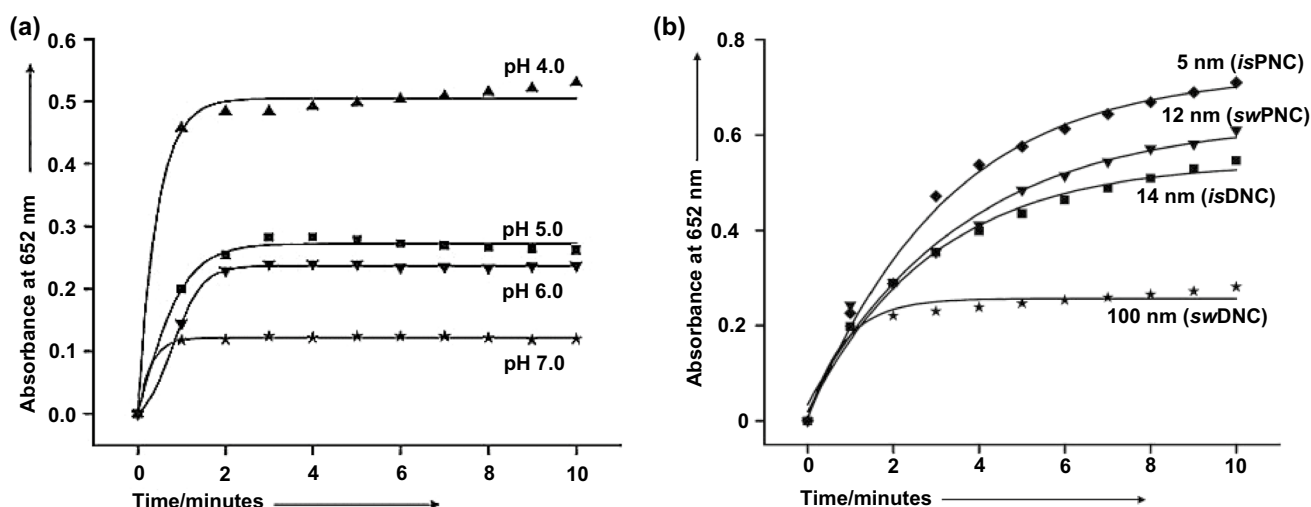 (a)
0.6
0.5
0.4
0.3
0.2
0.1
0.0
Absorbance at 652 nm
pH 4.0
pH 5.0
pH 6.0
pH 7.0
0 2 4 6 8 10
Time/minutes
(b)
0.8
0.6
0.4
0.2
0
Absorbance at 652 nm
5 nm (isPNC)
12 nm (swPNC)
14 nm (isDNC)
100 nm (swDNC)
0 2 4 6 8 10
Time/minutes